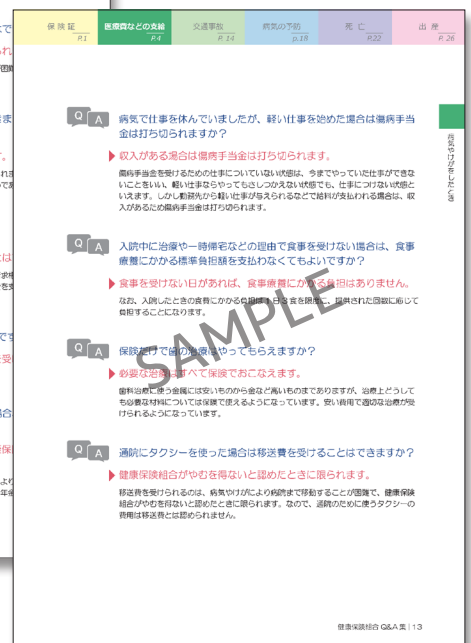 保険証
P.1
医療費などの支給
P.4
交通事故
P. 14
病気の予防
p.18
死 亡
P.22
出 産
P. 26
病気やけがをしたとき
Q A
病気で仕事を休んでいましたが、軽い仕事を始めた場合は傷病手当
金は打ち切られますか？
収入がある場合は傷病手当金は打ち切られます。
傷病手当金を受けるための仕事についていない状態は、今までやっていた仕事ができな
いことをいい、軽い仕事ならやってもさしつかえない状態でも、仕事につけない状態と
いえます。しかし勤務先から軽い仕事が与えられるなどで給料が支払われる場合は、収
入があるため傷病手当金は打ち切られます。
Q A
入院中に治療や一時帰宅などの理由で食事を受けない場合は、食事
療養にかかる標準負担額を支払わなくてもよいですか？
食事を受けない日があれば、食事療養にかかる負担はありません。
なお、入院したときの食費にかかる負担は1日3食を限度に、提供された回数に応じて
負担することになります。
SAMPLE
Q A
保険だけで歯の治療はやってもらえますか？
必要な治療はすべて保険でおこなえます。
歯科治療に使う金属には安いものから金など高いものまでありますが、治療上どうして
も必要な材料については保険で使えるようになっています。安い費用で適切な治療が受
けられるようになっています。
Q A
通院にタクシーを使った場合は移送費を受けることはできますか？
健康保険組合がやむを得ないと認めたときに限られます。
移送費を受けられるのは、病気やけがにより病院まで移動することが困難で、健康保険
組合がやむを得ないと認めたときに限られます。なので、通院のために使うタクシーの
費用は移送費とは認められません。
健康保険組合 Q&A 集 | 13